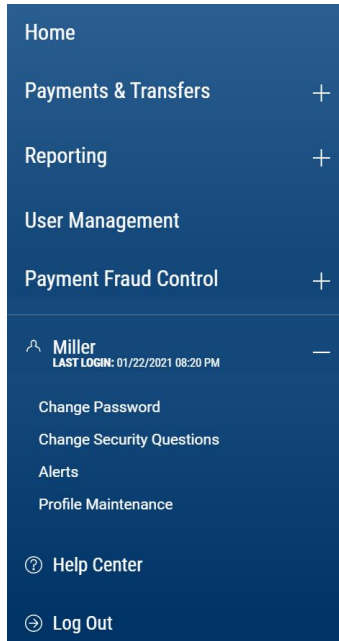 Home
Payments & Transfers
Reporting
User Management
Payment Fraud Control
Miller
LAST LOGIN: 01/22/2021 08:20 PM
Change Password
Change Security Questions
Alerts
Profile Maintenance
Help Center
Log Out